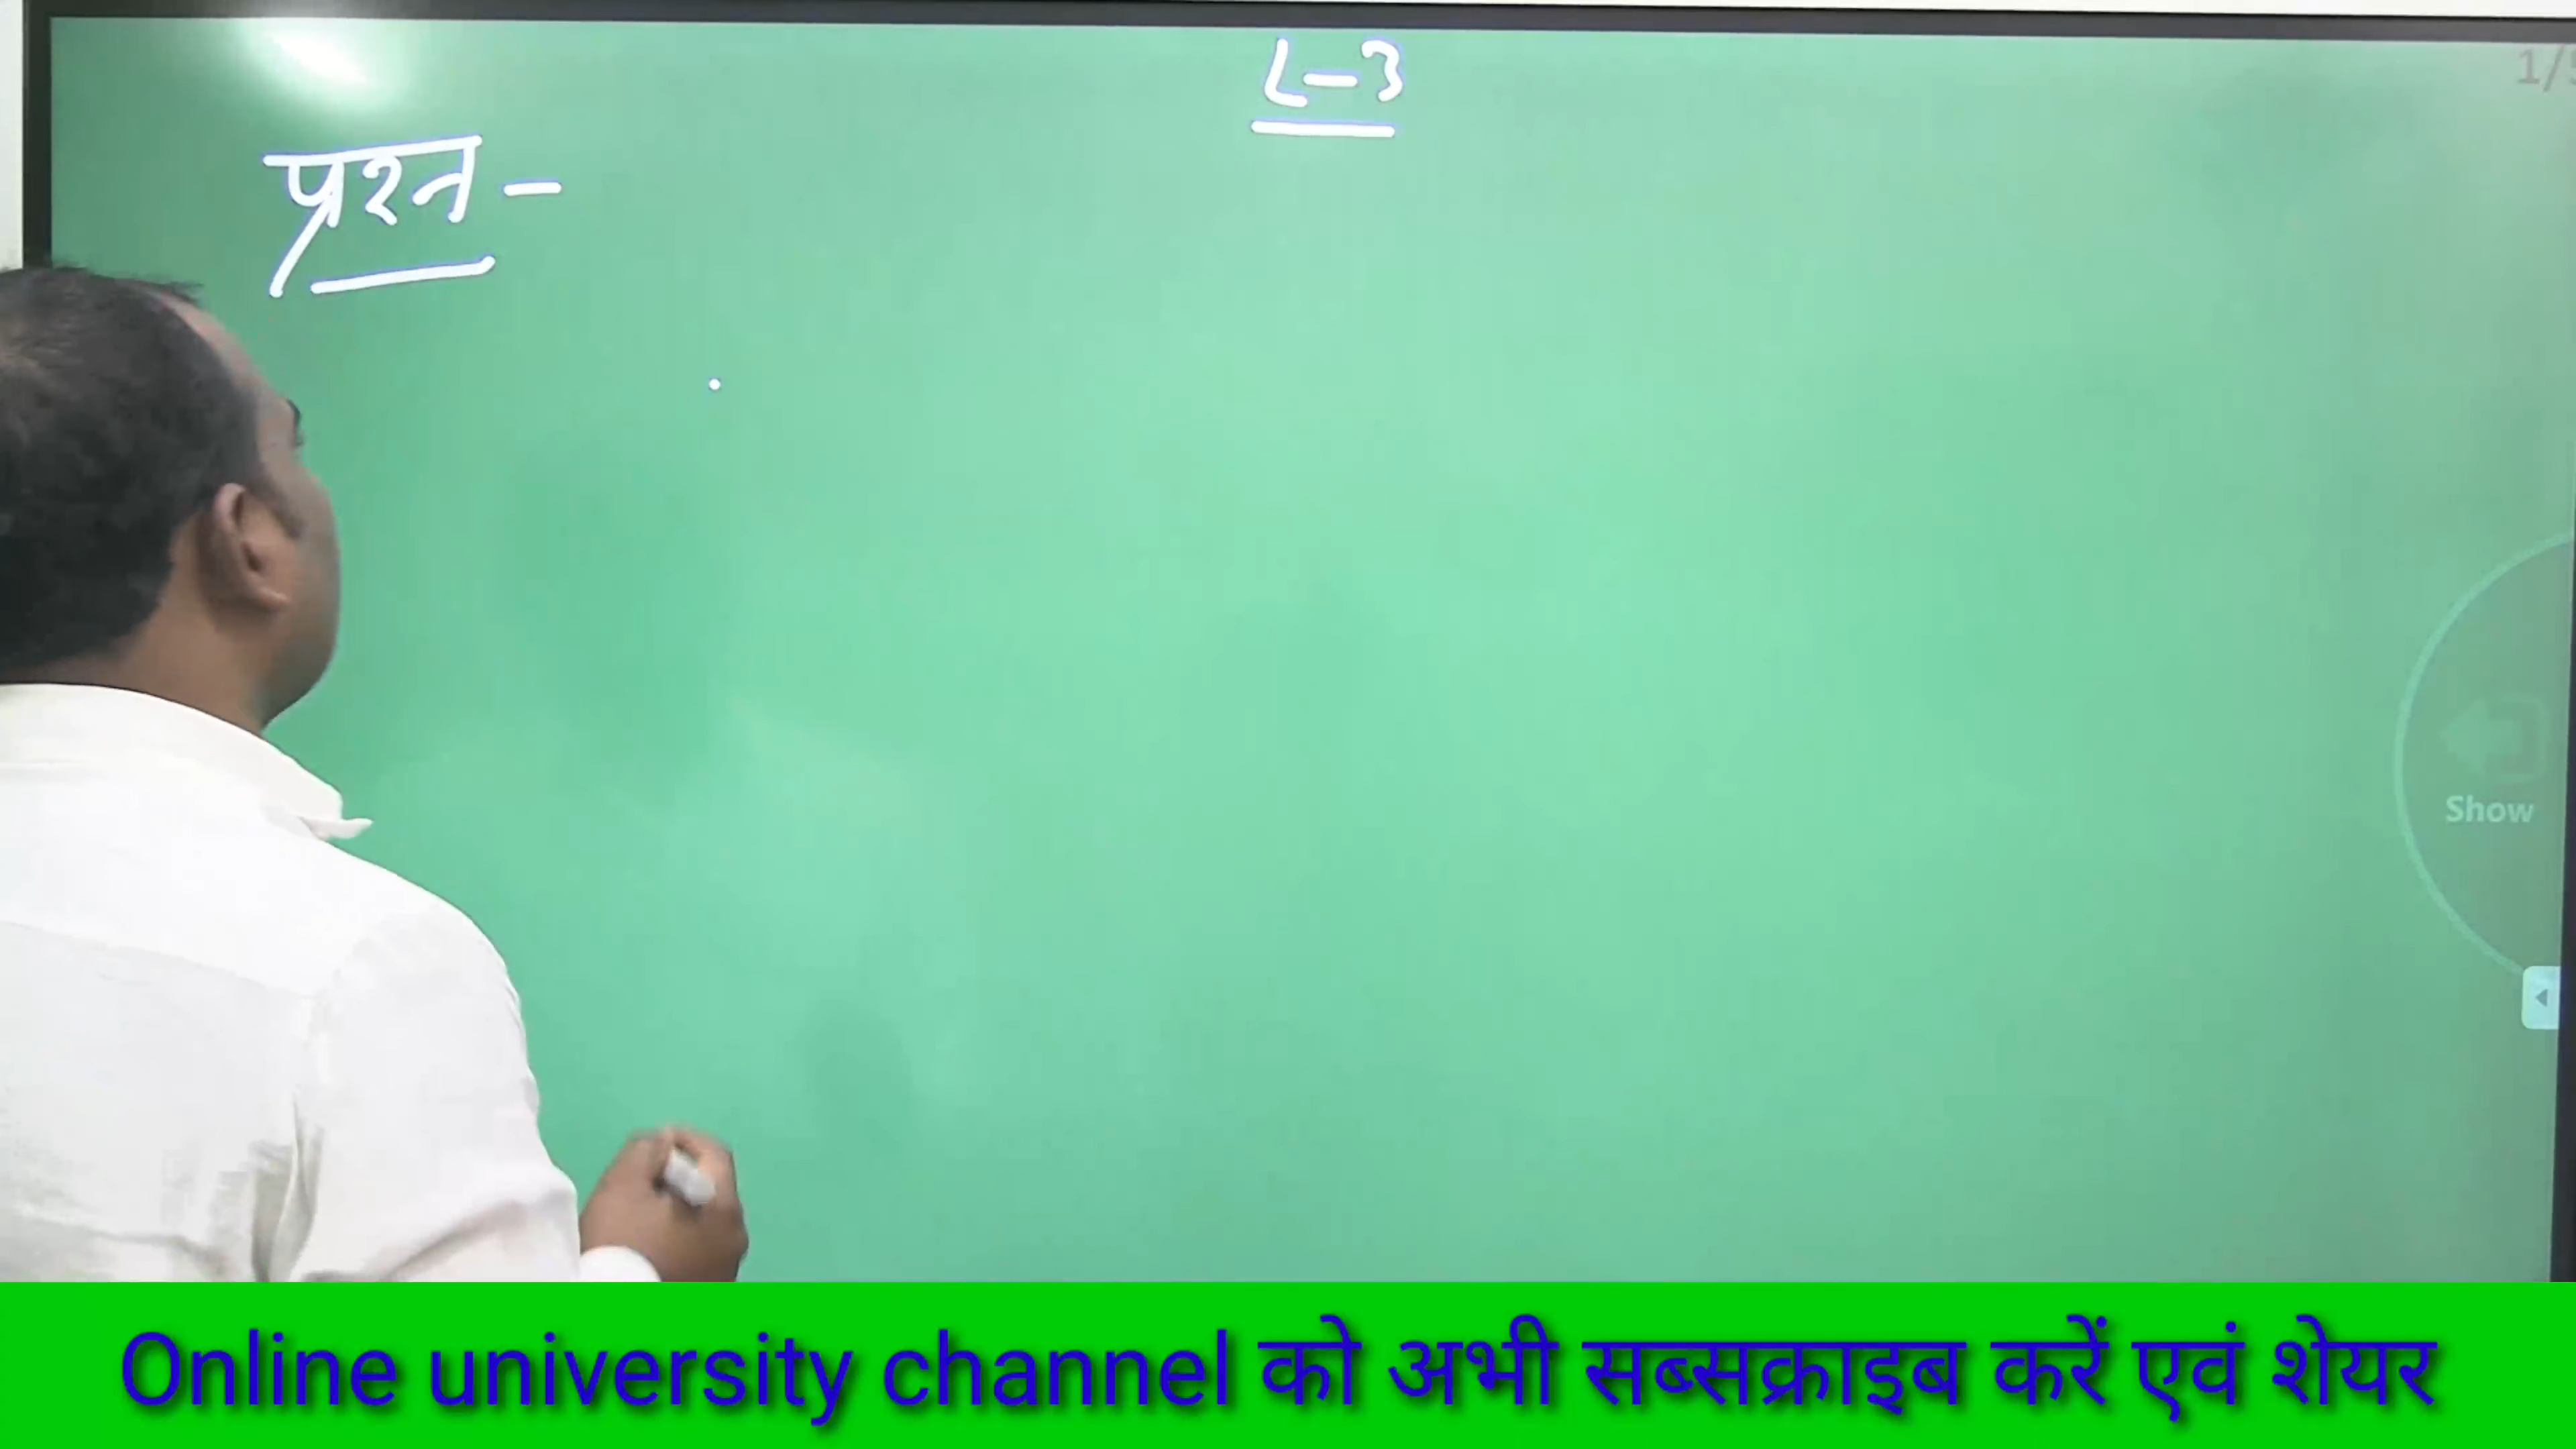 L-3
प्रश्न -
Show
Online university channel को अभी सब्सक्राइब करें एवं शेयर